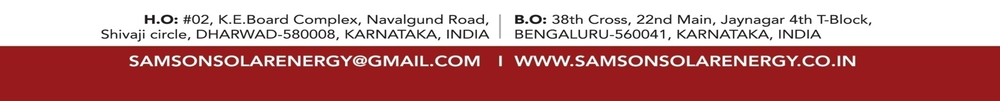 H.O: #02, K.E.Board Complex, Navalgund Road,
Shivaji circle, DHARWAD-580008, KARNATAKA, INDIA
B.O: 38th Cross, 22nd Main, Jaynagar 4th T-Block,
BENGALURU-560041, KARNATAKA, INDIA
SAMSONSOLARENERGY@GMAIL.COM I WWW.SAMSONSOLARENERGY.CO.IN